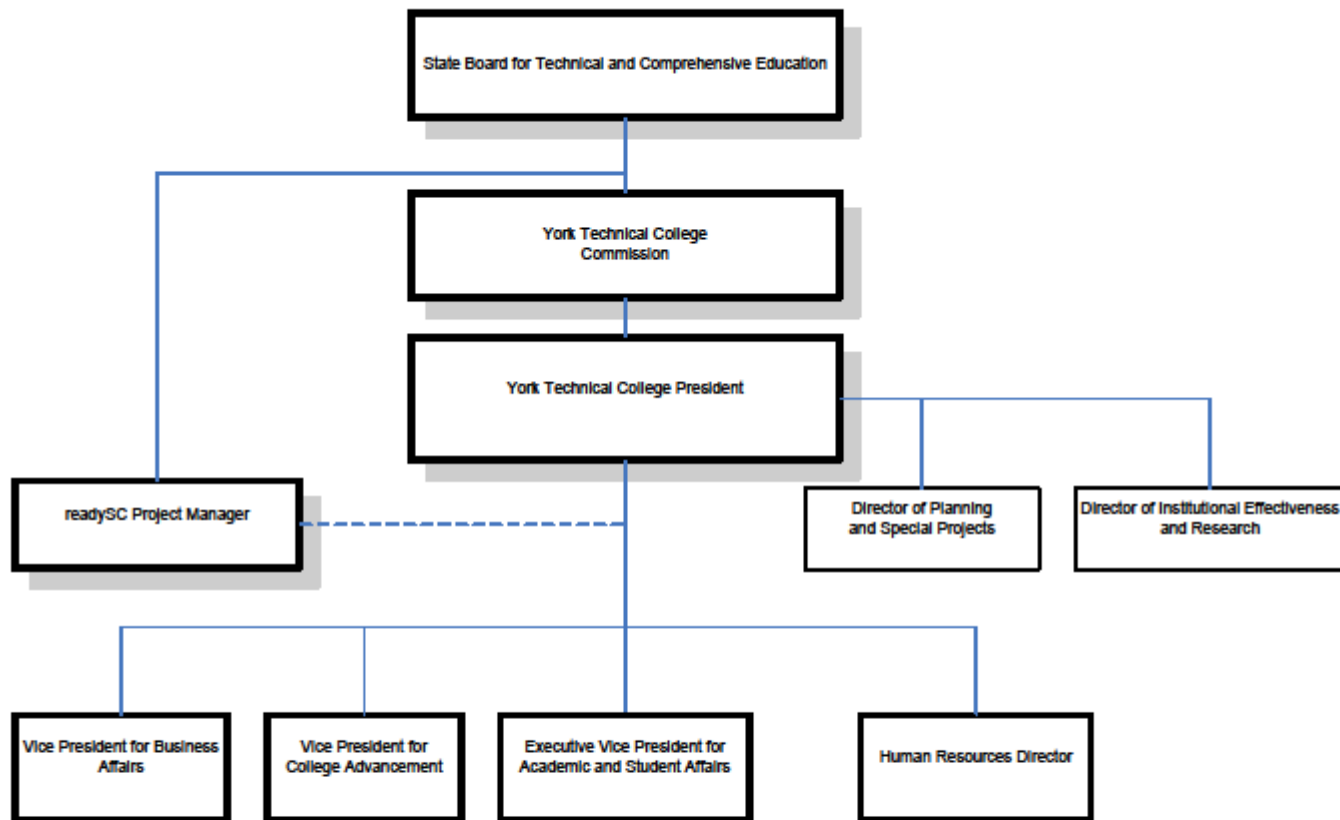 State Board for Technical and Comprehensive Education
York Technical College
Commission
York Technical College President
readySC Project Manager
Director of Planning
and Special Projects
Director of Institutional Effectiveness
and Research
Vice President for Business
Affairs
Vice President for
College Advancement
Executive Vice President for
Academic and Student Affairs
Human Resources Director